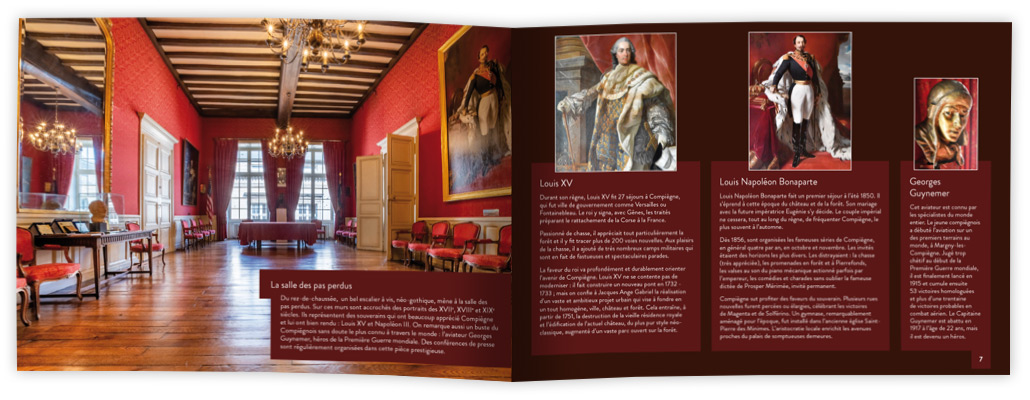 La salle des pas perdus
Du rez-de-chaussée, un bel escalier à vis, néo-gothique, mène à la salle des
pas perdus. Sur ces murs sont accrochés des portraits des XVIIᵉ, XVIIIᵉ et XIXᵉ
siècles. Ils représentent des souverains qui ont beaucoup apprécié Compiègne
et lui ont bien rendu : Louis XV et Napoléon III. On remarque aussi un buste du
Compiégnois sans doute le plus connu à travers le monde : l'aviateur Georges
Guynemer, héros de la Première Guerre mondiale. Des conférences de presse
sont régulièrement organisées dans cette pièce prestigieuse.
Louis XV
Durant son règne, Louis XV fit 27 séjours à Compiègne,
qui fut ville de gouvernement comme Versailles ou
Fontainebleau. Le roi y signa, avec Gênes, les traités
préparant le rattachement de la Corse à la France.
Passionné de chasse, il appréciait tout particulièrement la
forêt et il y fit tracer plus de 200 voies nouvelles. Aux plaisirs
de la chasse, il a ajouté de très nombreux camps militaires qui
sont en fait de fastueuses et spectaculaires parades.
La faveur du roi va profondément et durablement orienter
l'avenir de Compiègne. Louis XV ne se contente pas de
moderniser : il fait construire un nouveau pont en 1732 -
1733 ; mais on confie à Jacques Ange Gabriel la réalisation
d'un vaste et ambitieux projet urbain qui vise à fondre en
un tout homogène, ville, château et forêt. Cela entraîne, à
partir de 1751, la destruction de la vieille résidence royale
et l'édification de l'actuel château, du plus pur style néo-
classique, augmenté d'un vaste parc ouvert sur la forêt.
Louis Napoléon Bonaparte
Louis Napoléon Bonaparte fait un premier séjour à l'été 1850. Il
s'éprend à cette époque du château et de la forêt. Son mariage
avec la future impératrice Eugénie s'y décide. Le couple impérial
ne cessera, tout au long du règne, de fréquenter Compiègne, le
plus souvent à l'automne.
Dès 1856, sont organisées les fameuses séries de Compiègne,
en général quatre par an, en octobre et novembre. Les invités
étaient des horizons les plus divers. Les distrayaient : la chasse
(très appréciée), les promenades en forêt et à Pierrefonds,
les valses au son du piano mécanique actionné parfois par
l'empereur, les comédies et charades sans oublier la fameuse
dictée de Prosper Mérimée, invité permanent.
Compiègne sut profiter des faveurs du souverain. Plusieurs rues
nouvelles furent percées ou élargies, célébrant les victoires
de Magenta et de Solférino. Un gymnase, remarquablement
aménagé pour l'époque, fut installé dans l'ancienne église Saint-
Pierre des Minimes. L'aristocratie locale enrichit les avenues
proches du palais de somptueuses demeures.
Georges
Guynemer
Cet aviateur est connu par
les spécialistes du monde
entier. Le jeune compiégnois
a débuté l'aviation sur un
des premiers terrains au
monde, à Margny-les-
Compiègne. Jugé trop
chétif au début de la
Première Guerre mondiale,
il est finalement lancé en
1915 et cumule ensuite
53 victoires homologuées
et plus d'une trentaine
de victoires probables en
combat aérien. Le Capitaine
Guynemer est abattu en
1917 à l'âge de 22 ans, mais
il est devenu un héros.
7